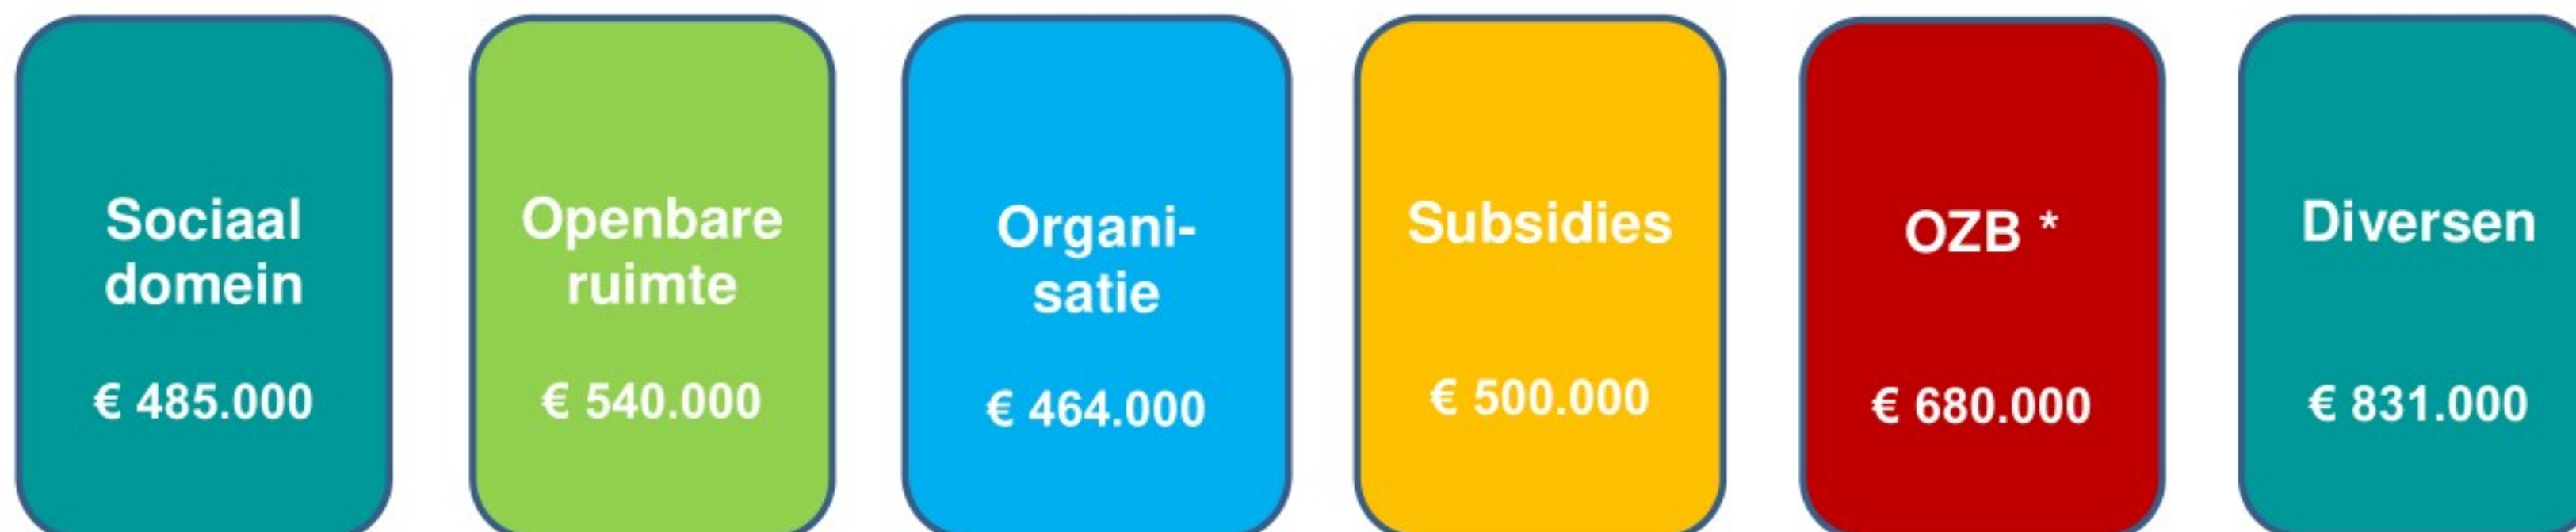 Sociaal
domein
€ 485.000
Openbare
ruimte
€ 540.000
Organi-
satie
€ 464.000
Subsidies
€ 500.000
OZB *
€ 680.000
Diversen
€ 831.000